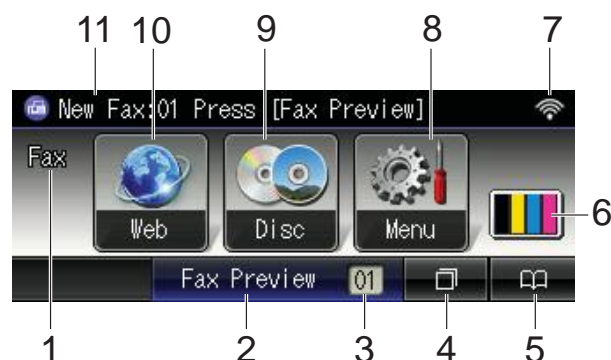 11 10 9 8 7
New Fax:01 Press [Fax Preview]
Fax
Web Disc Menu
6
Fax Preview 01
1 2 3 4 5